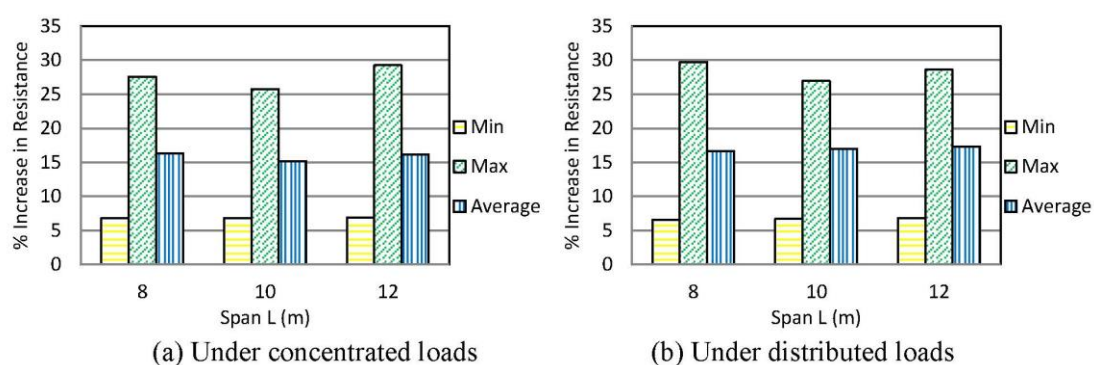 % Increase in Resistance
35
30
25
20
15
10
5
0
8
10
12
Span L (m)
Min
Max
Average
(a) Under concentrated loads
% Increase in Resistance
35
30
25
20
15
10
5
0
8
10
12
Span L (m)
Min
Max
Average
(b) Under distributed loads